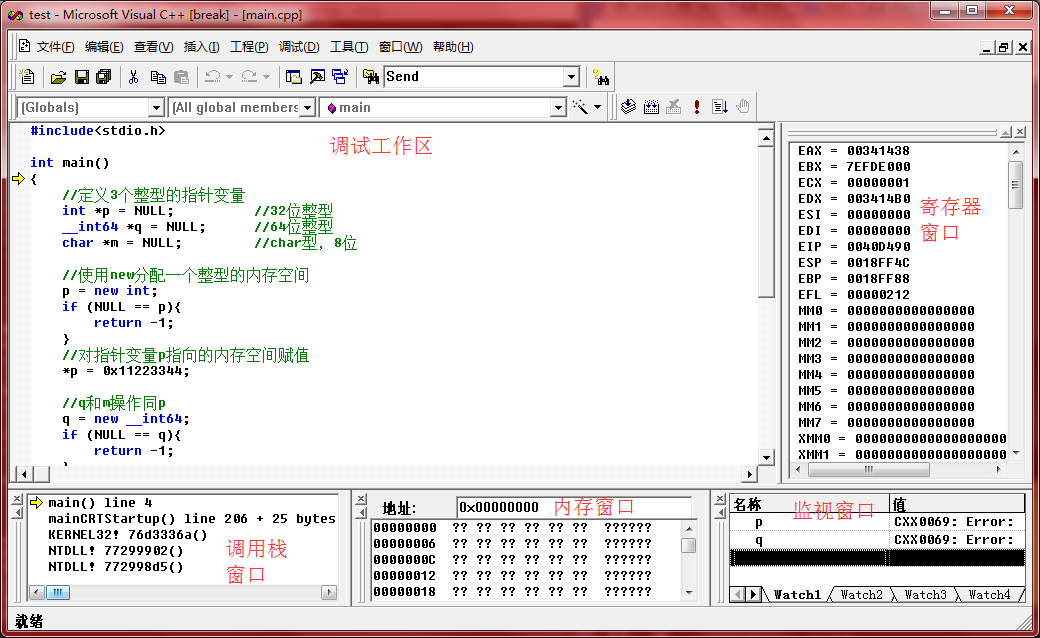 test - Microsoft Visual C++ [break] - [main.cpp]
文件(F) 编辑(E) 查看(V) 插入(I) 工程(P) 调试(D) 工具(T) 窗口(W) 帮助(H)
Send
(Globals) (All global members main
#include<stdio.h>
调试工作区
int main()
{
//定义3个整型的指针变量
int *p = NULL; //32位整型
__int64 *q = NULL; //64位整型
char *m = NULL; //char型，8位
//使用new分配一个整型的内存空间
p = new int;
if (NULL == p){
return -1;
}
//对指针变量p指向的内存空间赋值
*p = 0x11223344;
//q和m操作同p
q = new __int64;
if (NULL == q){
return -1;
}
EAX = 00341438
EBX = 7EFDE000
ECX = 00000001
EDX = 003414B0
ESI = 00000000
EDI = 00000000
EIP = 0040D490
ESP = 0018FF4C
EBP = 0018FF88
EFL = 00000212
MM0 = 0000000000000000
MM1 = 0000000000000000
MM2 = 0000000000000000
MM3 = 0000000000000000
MM4 = 0000000000000000
MM5 = 0000000000000000
MM6 = 0000000000000000
MM7 = 0000000000000000
XMM0 = 0000000000000000000
XMM1 = 0000000000000000000
寄存器
窗口
main() line 4
mainCRTStartup() line 206 + 25 bytes
KERNEL32! 76d3336a()
NTDLL! 77299902()
NTDLL! 772998d5()
调用栈
窗口
地址: 0x00000000 内存窗口
00000000 ?? ?? ?? ?? ?? ?? ??????
00000006 ?? ?? ?? ?? ?? ?? ??????
0000000C ?? ?? ?? ?? ?? ?? ??????
00000012 ?? ?? ?? ?? ?? ?? ??????
00000018 ?? ?? ?? ?? ?? ?? ??????
名称 值
监视窗口
p CXX0069: Error:
q CXX0069: Error:
Watch1 Watch2 Watch3 Watch4
就绪